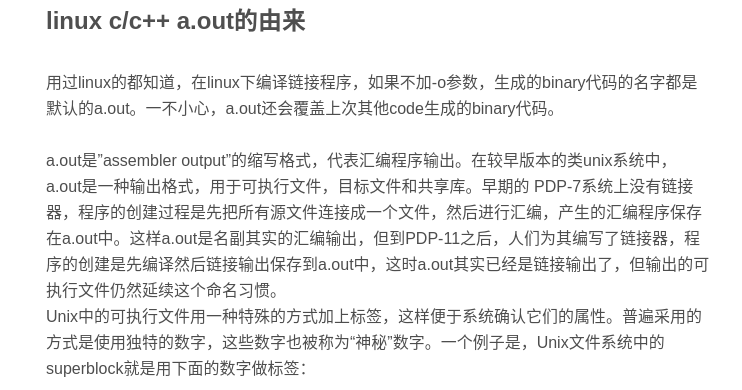 linux c/c++ a.out的由来
用过linux的都知道，在linux下编译链接程序，如果不加-o参数，生成的binary代码的名字都是
默认的a.out。一不小心，a.out还会覆盖上次其他code生成的binary代码。
a.out是”assembler output”的缩写格式，代表汇编程序输出。在较早版本的类unix系统中，
a.out是一种输出格式，用于可执行文件，目标文件和共享库。早期的 PDP-7系统上没有链接
器，程序的创建过程是先把所有源文件连接成一个文件，然后进行汇编，产生的汇编程序保存
在a.out中。这样a.out是名副其实的汇编输出，但到PDP-11之后，人们为其编写了链接器，程
序的创建是先编译然后链接输出保存到a.out中，这时a.out其实已经是链接输出了，但输出的可
执行文件仍然延续这个命名习惯。
Unix中的可执行文件用一种特殊的方式加上标签，这样便于系统确认它们的属性。普遍采用的
方式是使用独特的数字，这些数字也被称为“神秘”数字。一个例子是，Unix文件系统中的
superblock就是用下面的数字做标签：